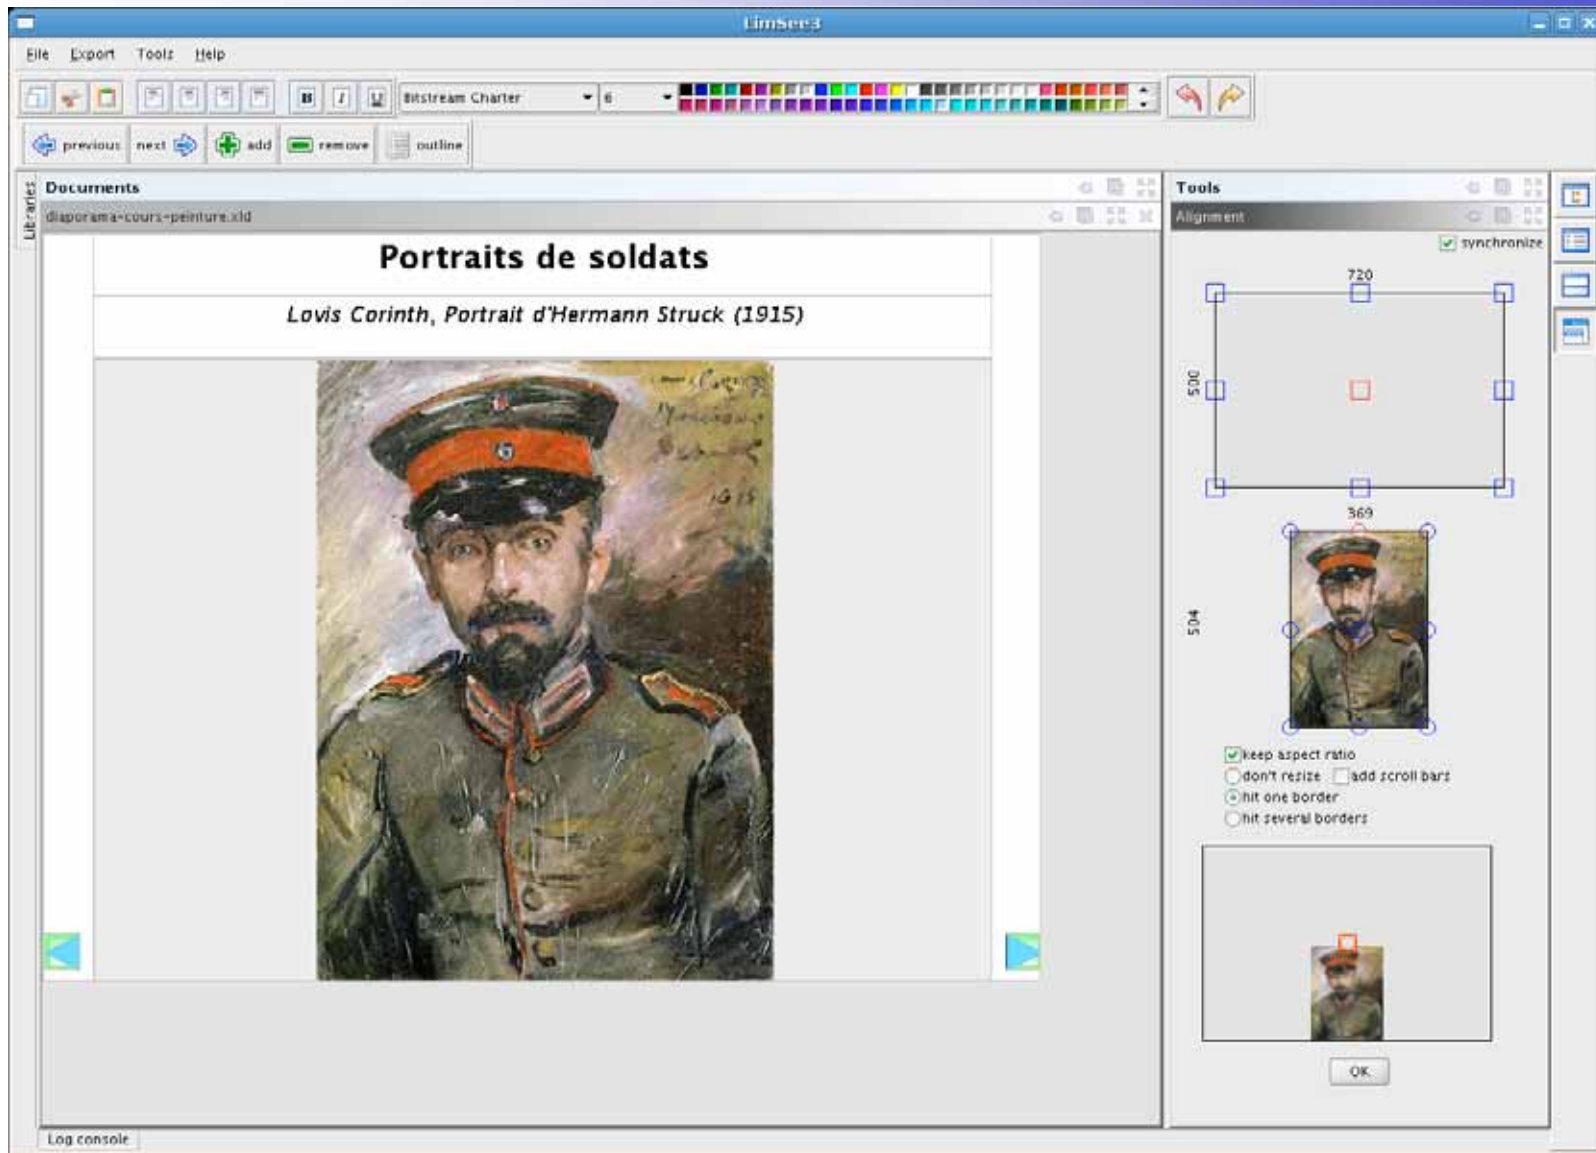 LimSee3
File Export Tools Help
B I U Bitstream Charter 6
previous next add remove outline
Libraries
Documents
diaporama-cours-peinture.xld
Portraits de soldats
Lovis Corinth, Portrait d'Hermann Struck (1915)
1915
Tools
Alignment
synchronize
720
500
369
504
keep aspect ratio
don't resize add scroll bars
hit one border
hit several borders
OK
Log console